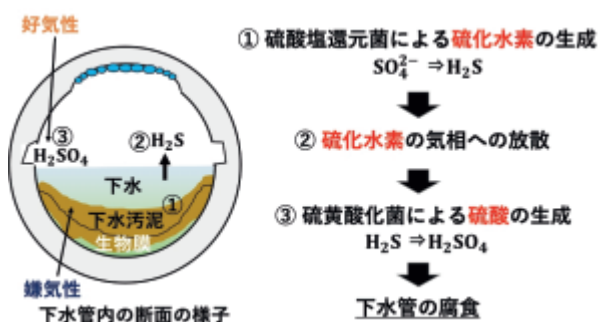 好気性
③
H₂SO₄
②H₂S
下水
①
下水汚泥
生物膜
嫌気性
下水管内の断面の様子
① 硫酸塩還元菌による硫化水素の生成
SO₄²⁻ ⇒H₂S
② 硫化水素の気相への放散
③ 硫黄酸化菌による硫酸の生成
H₂S ⇒H₂SO₄
下水管の腐食